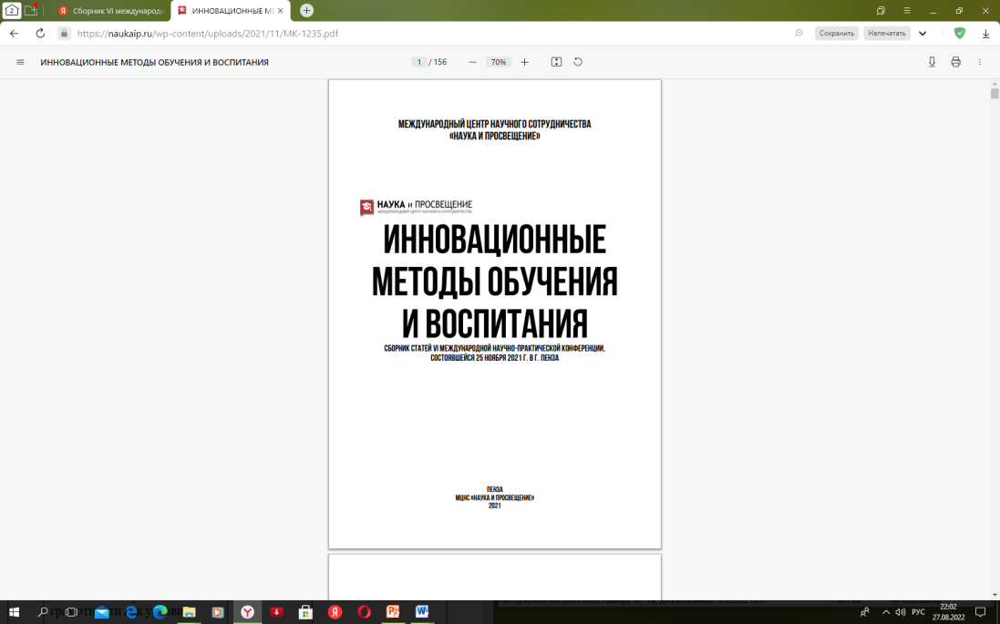 2
Сборник VI международно
ИННОВАЦИОННЫЕ МЕ
https://naukaip.ru/wp-content/uploads/2021/11/MK-1235.pdf
Сохранить
Напечатать
ИННОВАЦИОННЫЕ МЕТОДЫ ОБУЧЕНИЯ И ВОСПИТАНИЯ
1 / 156
70%
МЕЖДУНАРОДНЫЙ ЦЕНТР НАУЧНОГО СОТРУДНИЧЕСТВА
«НАУКА И ПРОСВЕЩЕНИЕ»
НАУКА и ПРОСВЕЩЕНИЕ
МЕЖДУНАРОДНЫЙ ЦЕНТР НАУЧНОГО СОТРУДНИЧЕСТВА
ИННОВАЦИОННЫЕ
МЕТОДЫ ОБУЧЕНИЯ
И ВОСПИТАНИЯ
СБОРНИК СТАТЕЙ VI МЕЖДУНАРОДНОЙ НАУЧНО-ПРАКТИЧЕСКОЙ КОНФЕРЕНЦИИ,
СОСТОЯВШЕЙСЯ 25 НОЯБРЯ 2021 Г. В Г. ПЕНЗА
ПЕНЗА
МЦНС «НАУКА И ПРОСВЕЩЕНИЕ»
2021
РУС
22:02
27.08.2022